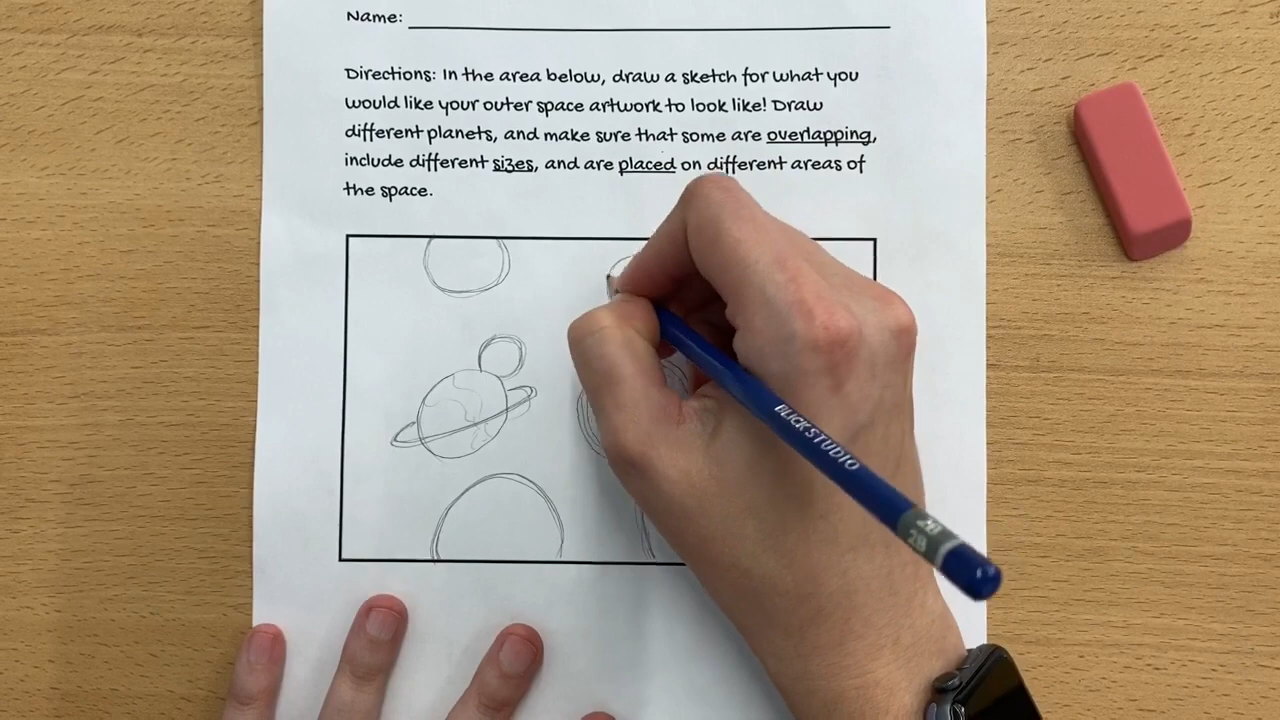 Name:
Directions: In the area below, draw a sketch for what you
would like your outer space artwork to look like! Draw
different planets, and make sure that some are overlapping,
include different sizes, and are placed on different areas of
the space.
BLICK STUDIO
2B
2B